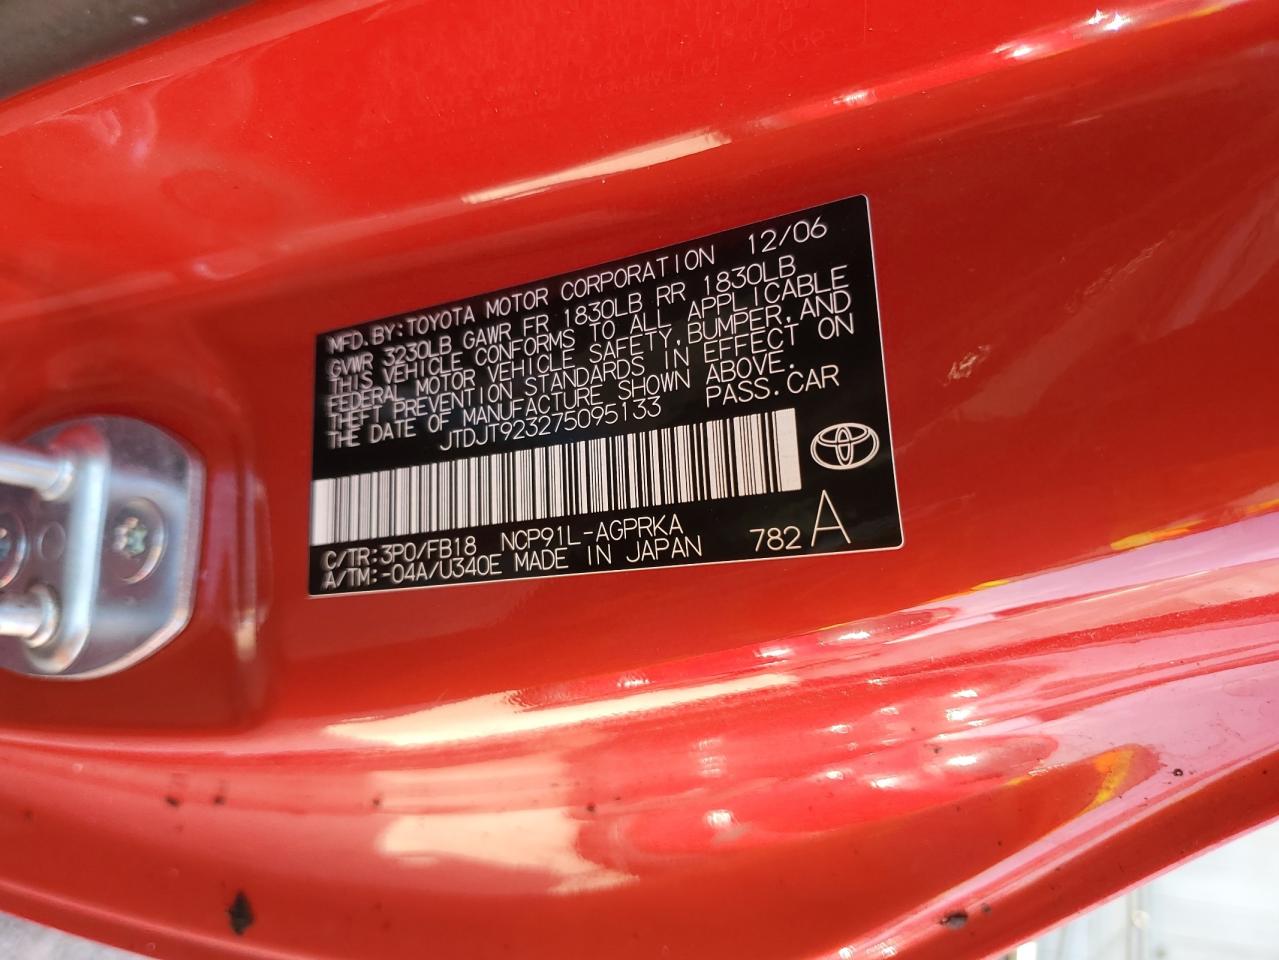 MFD. BY: TOYOTA MOTOR CORPORATION 12/06
GVWR 3230LB GAWR FR 1830LB RR 1830LB
THIS VEHICLE CONFORMS TO ALL APPLICABLE
FEDERAL MOTOR VEHICLE SAFETY, BUMPER, AND
THEFT PREVENTION STANDARDS IN EFFECT ON
THE DATE OF MANUFACTURE SHOWN ABOVE.
JTDJT923275095133 PASS. CAR
C/TR: 3P0/FB18 NCP91L-AGPRKA
A/TM: -04A/U340E MADE IN JAPAN 782 A